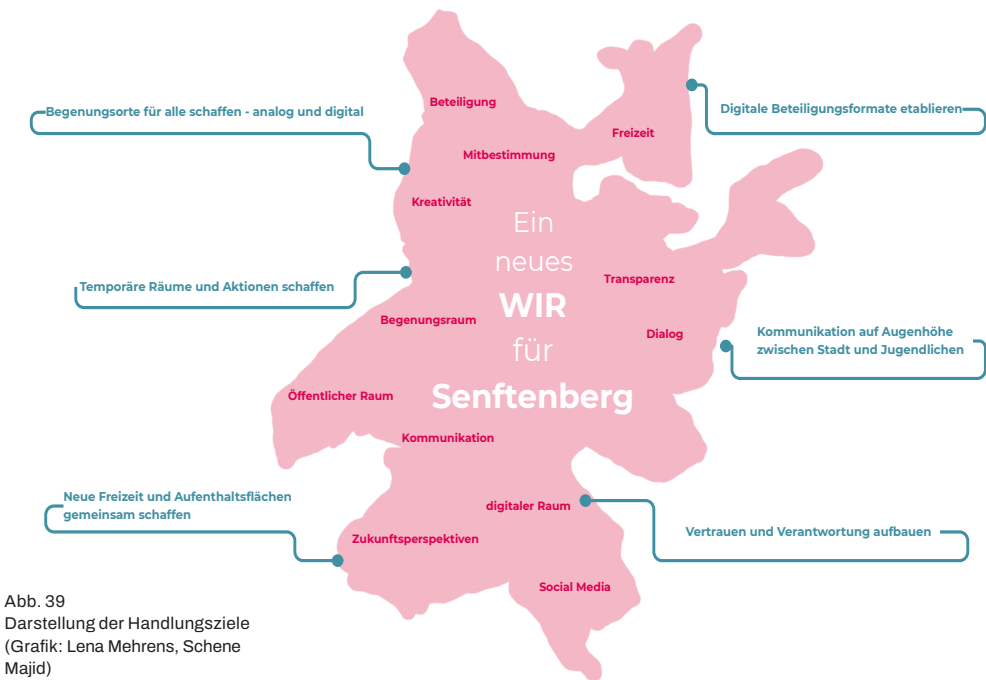 Beteiligung
Begenungsorte für alle schaffen - analog und digital
Digitale Beteiligungsformate etablieren
Freizeit
Mitbestimmung
Kreativität
Ein
neues
WIR
für
Senftenberg
Transparenz
Temporäre Räume und Aktionen schaffen
Begenungsraum
Dialog
Kommunikation auf Augenhöhe
zwischen Stadt und Jugendlichen
Öffentlicher Raum
Kommunikation
Neue Freizeit und Aufenthaltsflächen
gemeinsam schaffen
digitaler Raum
Vertrauen und Verantwortung aufbauen
Zukunftsperspektiven
Social Media
Abb. 39
Darstellung der Handlungsziele
(Grafik: Lena Mehrens, Schene
Majid)